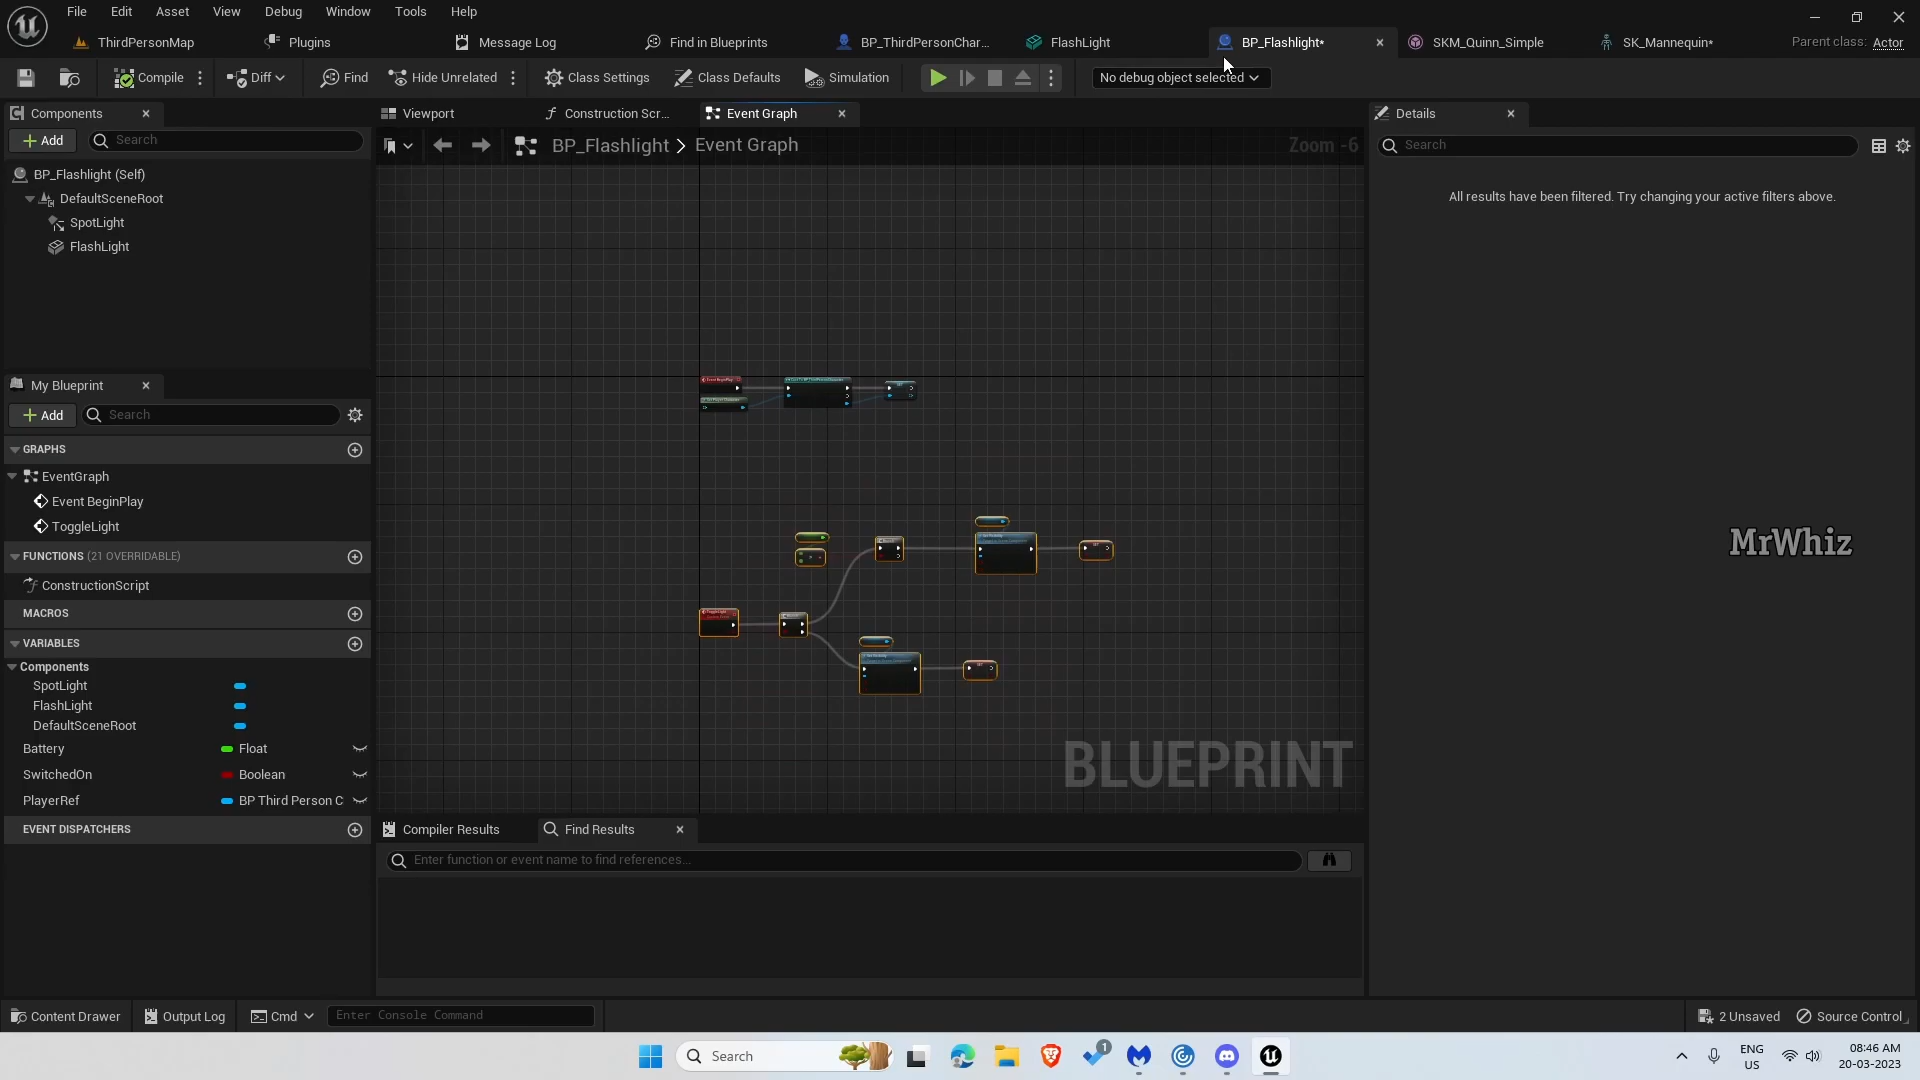 File Edit Asset View Debug Window Tools Help
ThirdPersonMap Plugins Message Log Find in Blueprints BP_ThirdPersonChar... FlashLight BP_Flashlight* SKM_Quinn_Simple SK_Mannequin* Parent class: Actor
Compile Diff Find Hide Unrelated Class Settings Class Defaults Simulation No debug object selected
Components
Add Search
BP_Flashlight (Self)
DefaultSceneRoot
SpotLight
FlashLight
My Blueprint
Add Search
GRAPHS
EventGraph
Event BeginPlay
ToggleLight
FUNCTIONS (21 OVERRIDABLE)
ConstructionScript
MACROS
VARIABLES
Components
SpotLight
FlashLight
DefaultSceneRoot
Battery Float
SwitchedOn Boolean
PlayerRef BP Third Person C
EVENT DISPATCHERS
Viewport Construction Scr... Event Graph
BP_Flashlight > Event Graph Zoom -6
Event BeginPlay
ToggleLight
BLUEPRINT
Compiler Results Find Results
Enter function or event name to find references...
Details
Search
All results have been filtered. Try changing your active filters above.
MrWhiz
Content Drawer Output Log Cmd Enter Console Command 2 Unsaved Source Control
Search 1 ENG US 08:46 AM
20-03-2023